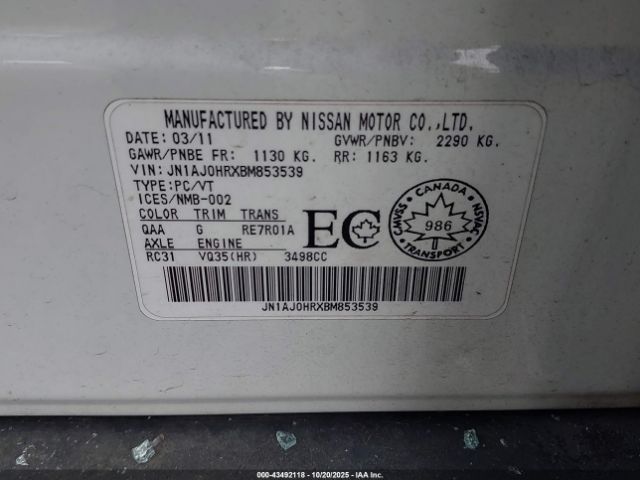 MANUFACTURED BY NISSAN MOTOR CO.,LTD.
DATE: 03/11 GVWR/PNBV: 2290 KG.
GAWR/PNBE FR: 1130 KG. RR: 1163 KG.
VIN: JN1AJ0HRXBM853539
TYPE:PC/VT
ICES/NMB-002
COLOR TRIM TRANS
QAA G RE7R01A
AXLE ENGINE
RC31 VQ35(HR) 3498CC
EC
CANADA
CMVSS NSVAC
986
TRANSPORT
JN1AJ0HRXBM853539
000-43492118 | 10/20/2025 | IAA Inc.